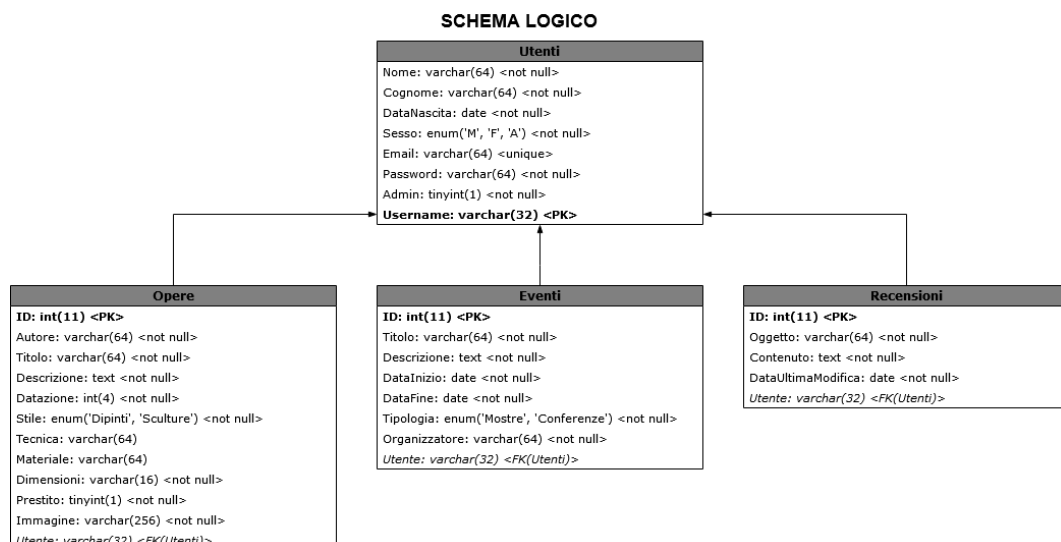 SCHEMA LOGICO
Utenti
Nome: varchar(64) <not null>
Cognome: varchar(64) <not null>
DataNascita: date <not null>
Sesso: enum('M', 'F', 'A') <not null>
Email: varchar(64) <unique>
Password: varchar(64) <not null>
Admin: tinyint(1) <not null>
Username: varchar(32) <PK>
Opere
ID: int(11) <PK>
Autore: varchar(64) <not null>
Titolo: varchar(64) <not null>
Descrizione: text <not null>
Datazione: int(4) <not null>
Stile: enum('Dipinti', 'Sculture') <not null>
Tecnica: varchar(64)
Materiale: varchar(64)
Dimensioni: varchar(16) <not null>
Prestito: tinyint(1) <not null>
Immagine: varchar(256) <not null>
Utente: varchar(32) <FK(Utenti)>
Eventi
ID: int(11) <PK>
Titolo: varchar(64) <not null>
Descrizione: text <not null>
DataInizio: date <not null>
DataFine: date <not null>
Tipologia: enum('Mostre', 'Conferenze') <not null>
Organizzatore: varchar(64) <not null>
Utente: varchar(32) <FK(Utenti)>
Recensioni
ID: int(11) <PK>
Oggetto: varchar(64) <not null>
Contenuto: text <not null>
DataUltimaModifica: date <not null>
Utente: varchar(32) <FK(Utenti)>